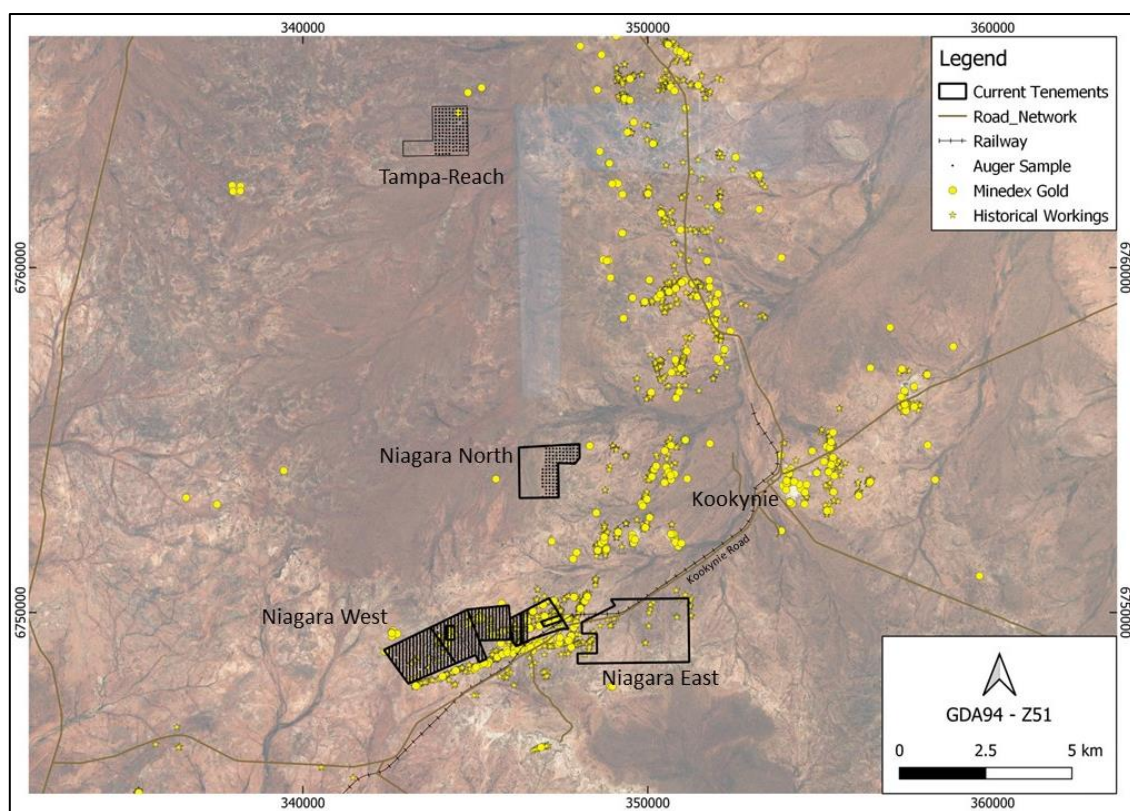 340000
350000
360000
Legend
Current Tenements
Road_Network
Railway
Auger Sample
Minedex Gold
Historical Workings
Tampa-Reach
6760000
6760000
Niagara North
Kookynie
Kookynie Road
Niagara West
6750000
6750000
Niagara East
GDA94 - Z51
0 2.5 5 km
340000
350000
360000